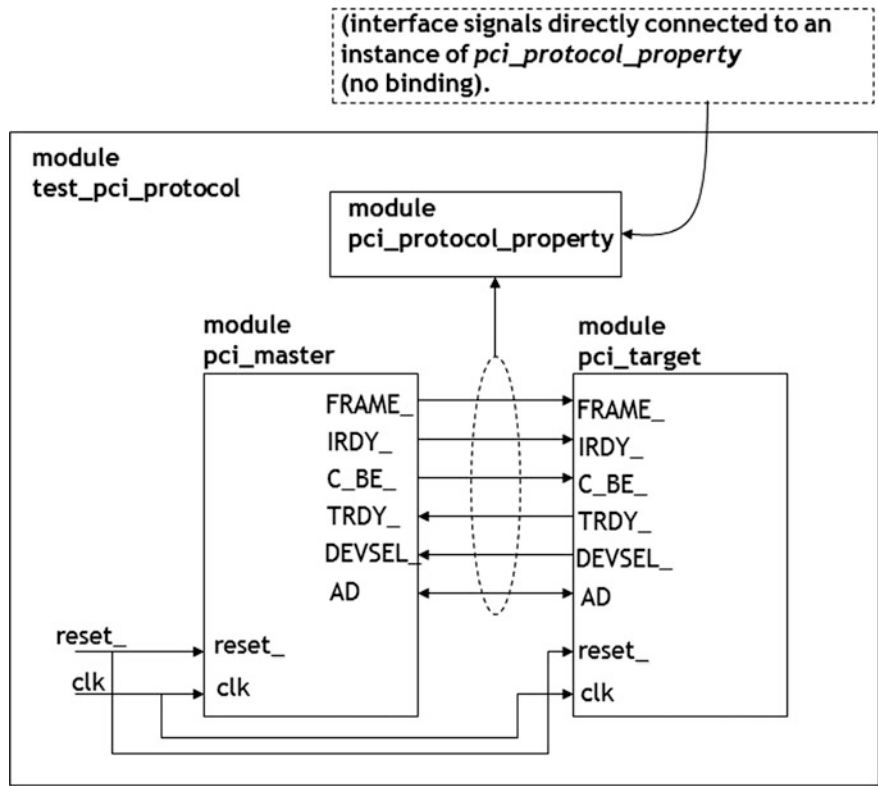 (interface signals directly connected to an
instance of pci_protocol_property
(no binding).
module
test_pci_protocol
module
pci_protocol_property
module
pci_master
module
pci_target
FRAME_
IRDY_
C_BE_
TRDY_
DEVSEL_
AD
reset_
clk
FRAME_
IRDY_
C_BE_
TRDY_
DEVSEL_
AD
reset_
clk
reset_
clk